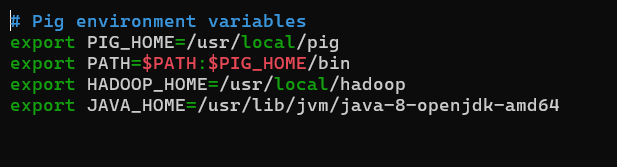 # Pig environment variables
export PIG_HOME=/usr/local/pig
export PATH=$PATH:$PIG_HOME/bin
export HADOOP_HOME=/usr/local/hadoop
export JAVA_HOME=/usr/lib/jvm/java-8-openjdk-amd64